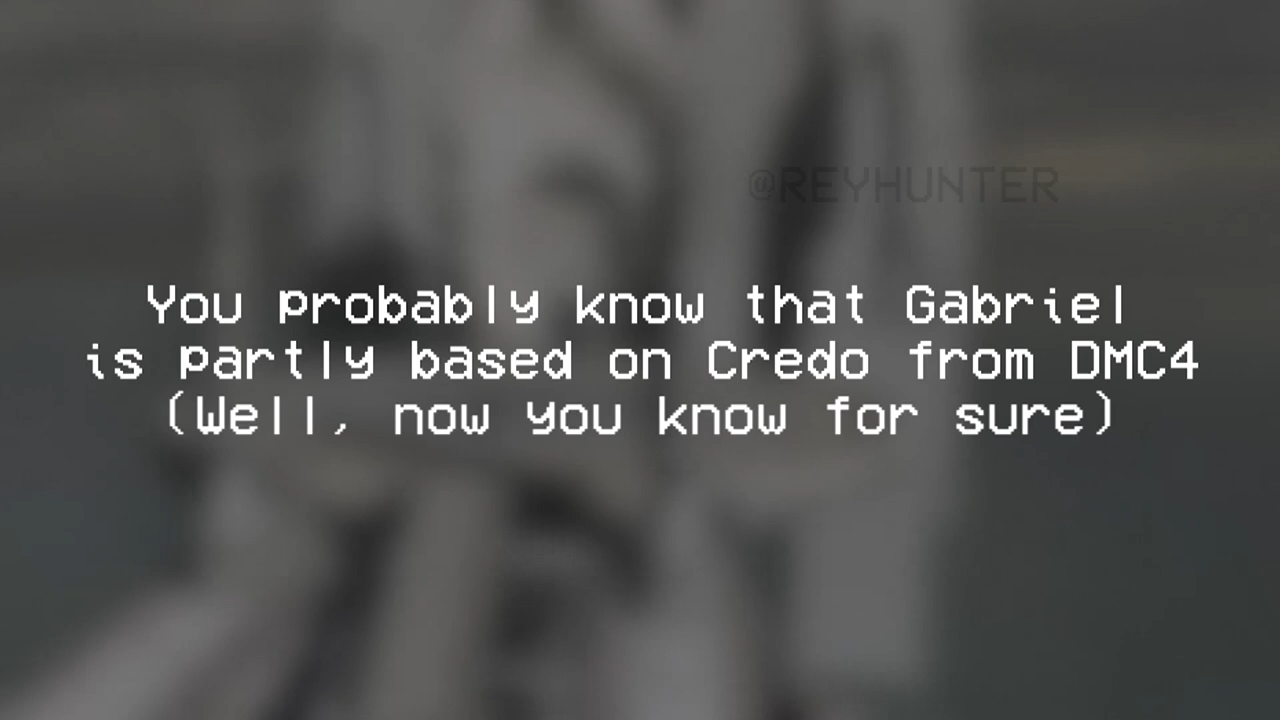 @REYHUNTER
You probably know that Gabriel
is partly based on Credo from DMC4
(Well, now you know for sure)